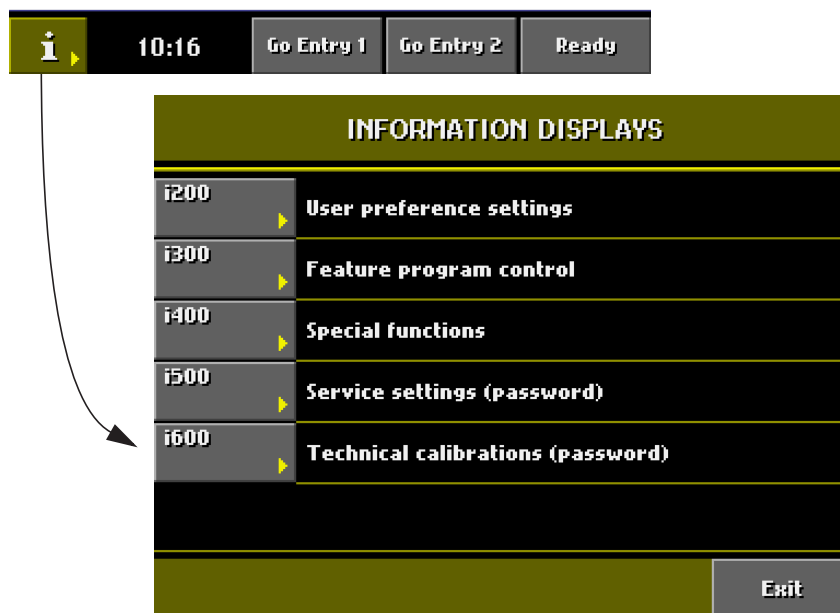 i 10:16 Go Entry 1 Go Entry 2 Ready
INFORMATION DISPLAYS
i200 User preference settings
i300 Feature program control
i400 Special functions
i500 Service settings (password)
i600 Technical calibrations (password)
Exit